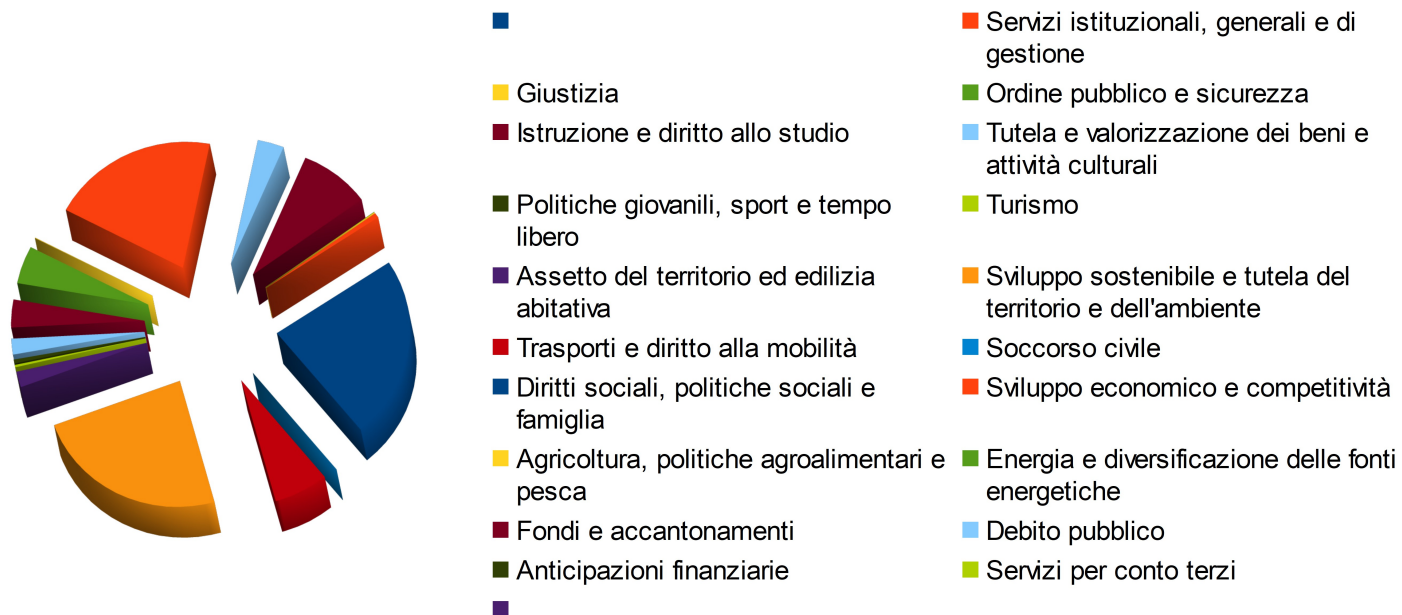 Servizi istituzionali, generali e di
gestione
Giustizia
Ordine pubblico e sicurezza
Istruzione e diritto allo studio
Tutela e valorizzazione dei beni e
attività culturali
Politiche giovanili, sport e tempo
libero
Turismo
Assetto del territorio ed edilizia
abitativa
Sviluppo sostenibile e tutela del
territorio e dell'ambiente
Trasporti e diritto alla mobilità
Soccorso civile
Diritti sociali, politiche sociali e
famiglia
Sviluppo economico e competitività
Agricoltura, politiche agroalimentari e
pesca
Energia e diversificazione delle fonti
energetiche
Fondi e accantonamenti
Debito pubblico
Anticipazioni finanziarie
Servizi per conto terzi